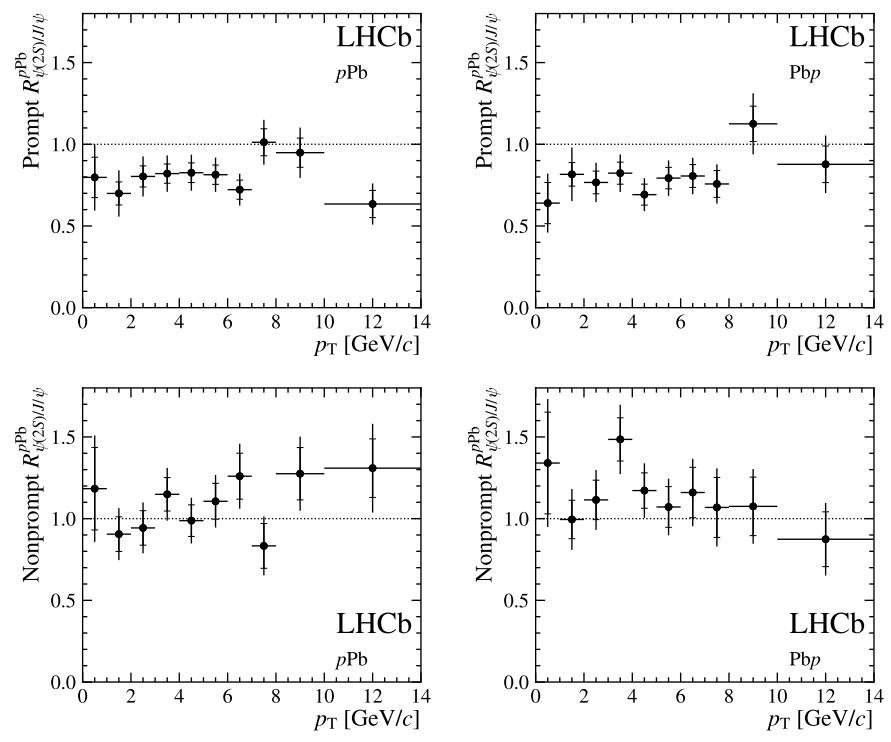 Prompt R^{pPb}_{ψ(2S)/J/ψ}
1.5
1.0
0.5
0.0
LHCb
pPb
0 2 4 6 8 10 12 14
p_T [GeV/c]
Prompt R^{pPb}_{ψ(2S)/J/ψ}
1.5
1.0
0.5
0.0
LHCb
Pbp
0 2 4 6 8 10 12 14
p_T [GeV/c]
Nonprompt R^{pPb}_{ψ(2S)/J/ψ}
1.5
1.0
0.5
0.0
LHCb
pPb
0 2 4 6 8 10 12 14
p_T [GeV/c]
Nonprompt R^{pPb}_{ψ(2S)/J/ψ}
1.5
1.0
0.5
0.0
LHCb
Pbp
0 2 4 6 8 10 12 14
p_T [GeV/c]